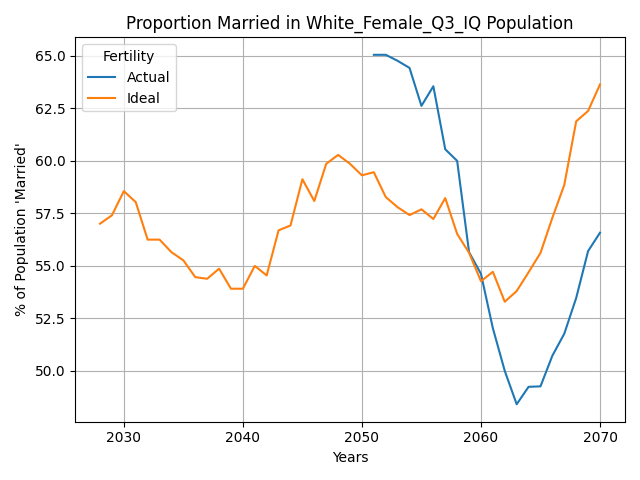 Proportion Married in White_Female_Q3_IQ Population
Fertility
Actual
Ideal
% of Population 'Married'
65.0
62.5
60.0
57.5
55.0
52.5
50.0
2030
2040
2050
2060
2070
Years